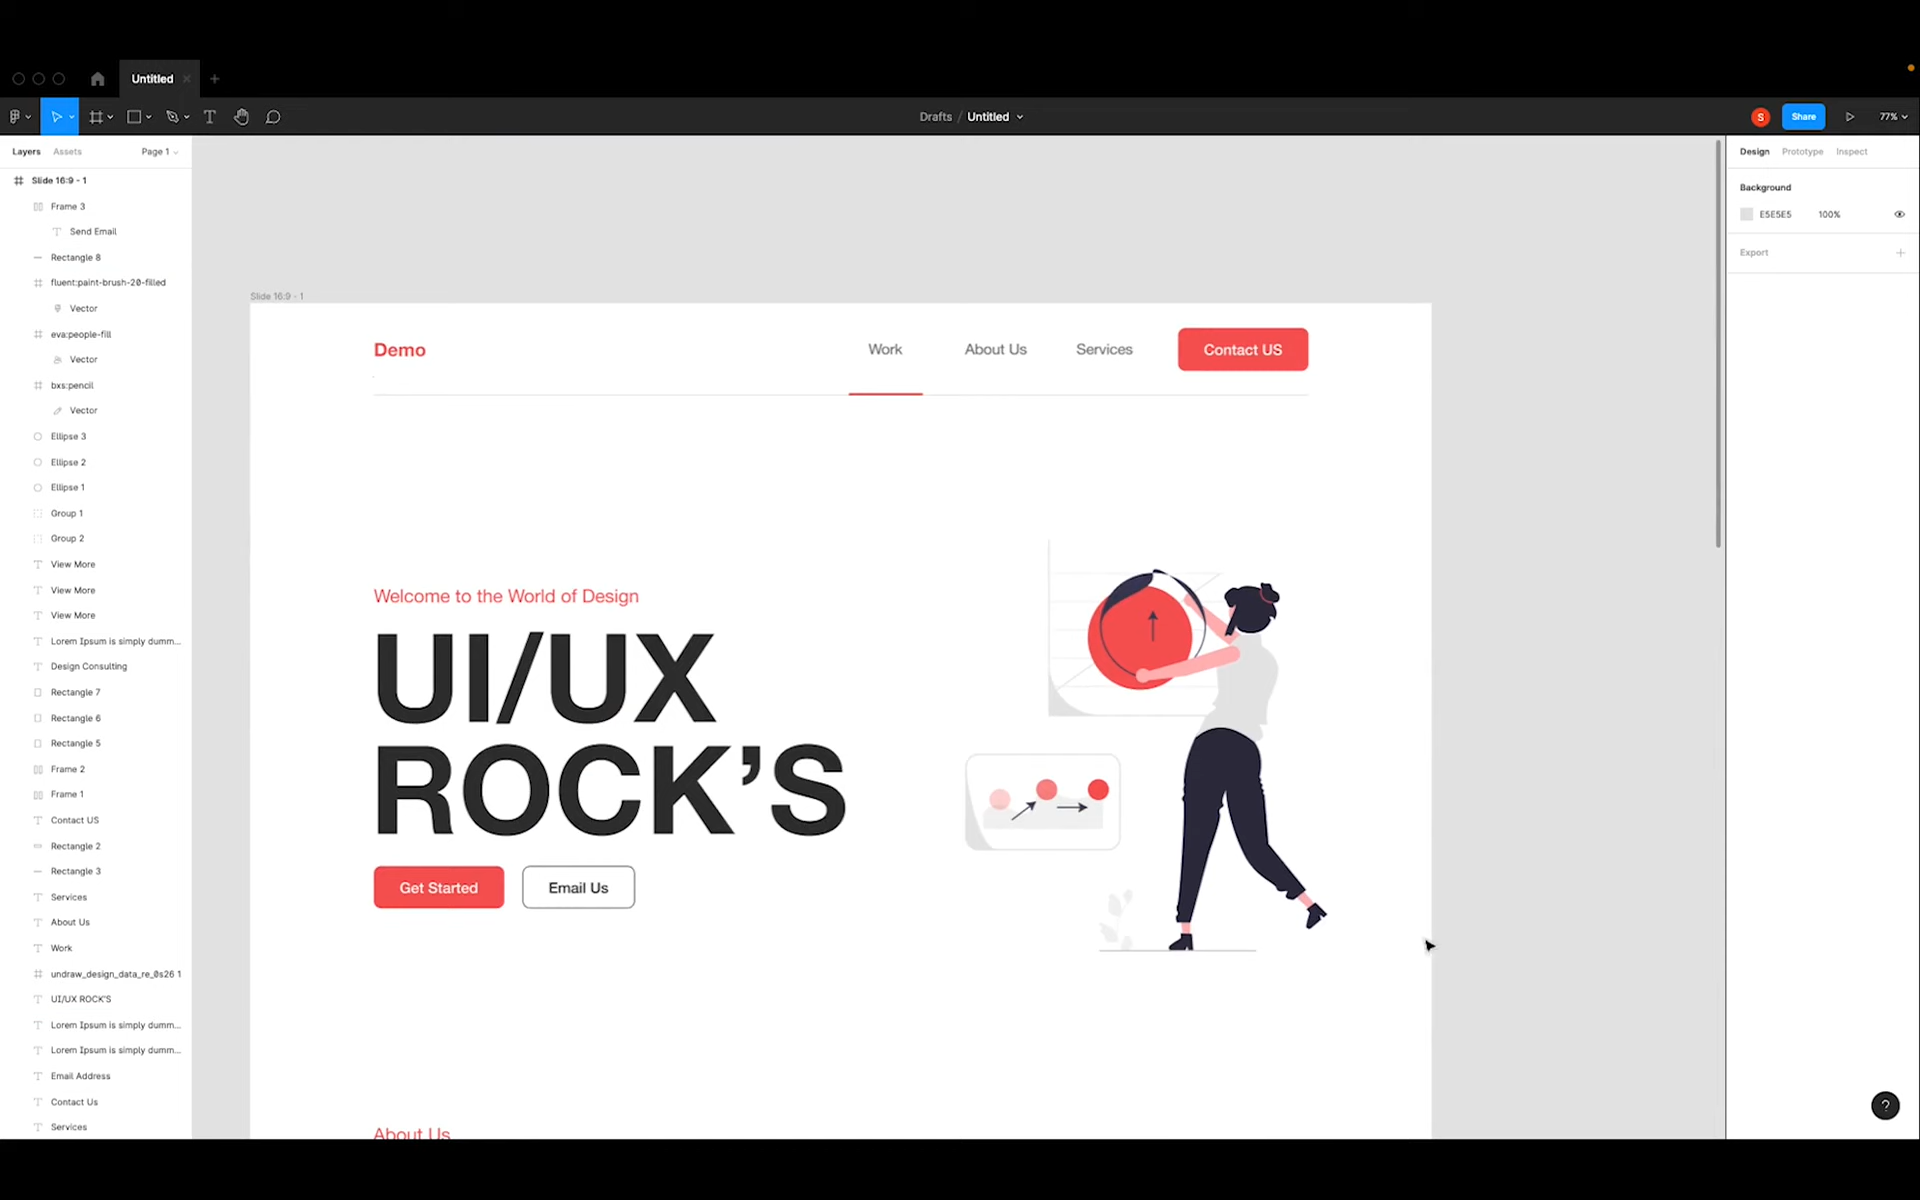 Untitled
Drafts / Untitled
S
Share
77%
Layers
Assets
Page 1
Slide 16:9 - 1
Frame 3
Send Email
Rectangle 8
fluent:paint-brush-20-filled
Vector
eva:people-fill
Vector
bxs:pencil
Vector
Ellipse 3
Ellipse 2
Ellipse 1
Group 1
Group 2
View More
View More
View More
Lorem Ipsum is simply dumm...
Design Consulting
Rectangle 7
Rectangle 6
Rectangle 5
Frame 2
Frame 1
Contact US
Rectangle 2
Rectangle 3
Services
About Us
Work
undraw_design_data_re_0s26 1
UI/UX ROCK'S
Lorem Ipsum is simply dumm...
Lorem Ipsum is simply dumm...
Email Address
Contact Us
Services
Slide 16:9 - 1
Demo
Work
About Us
Services
Contact US
Welcome to the World of Design
UI/UX
ROCK’S
Get Started
Email Us
About Us
Design
Prototype
Inspect
Background
E5E5E5
100%
Export
?